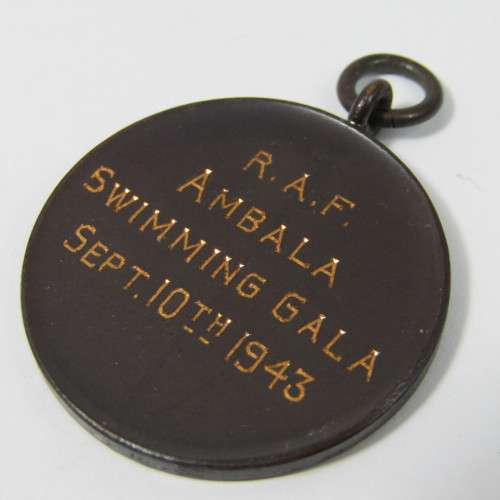 R.A.F.
AMBALA
SWIMMING GALA
SEPT. 10TH 1943